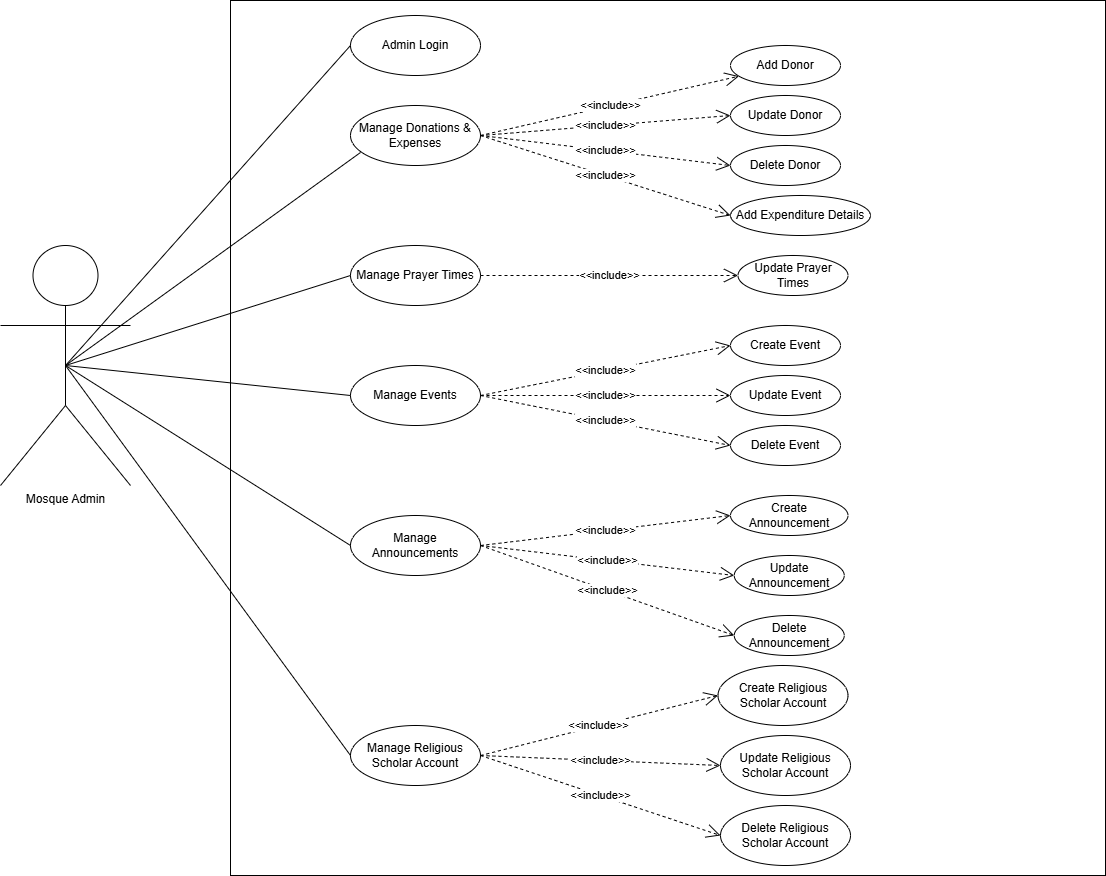 Admin Login
Manage Donations &
Expenses
<<include>>
Add Donor
<<include>>
Update Donor
<<include>>
Delete Donor
<<include>>
Add Expenditure Details
Manage Prayer Times
<<include>>
Update Prayer
Times
Manage Events
<<include>>
Create Event
<<include>>
Update Event
<<include>>
Delete Event
Mosque Admin
Manage
Announcements
<<include>>
Create
Announcement
<<include>>
Update
Announcement
<<include>>
Delete
Announcement
Manage Religious
Scholar Account
<<include>>
Create Religious
Scholar Account
<<include>>
Update Religious
Scholar Account
<<include>>
Delete Religious
Scholar Account